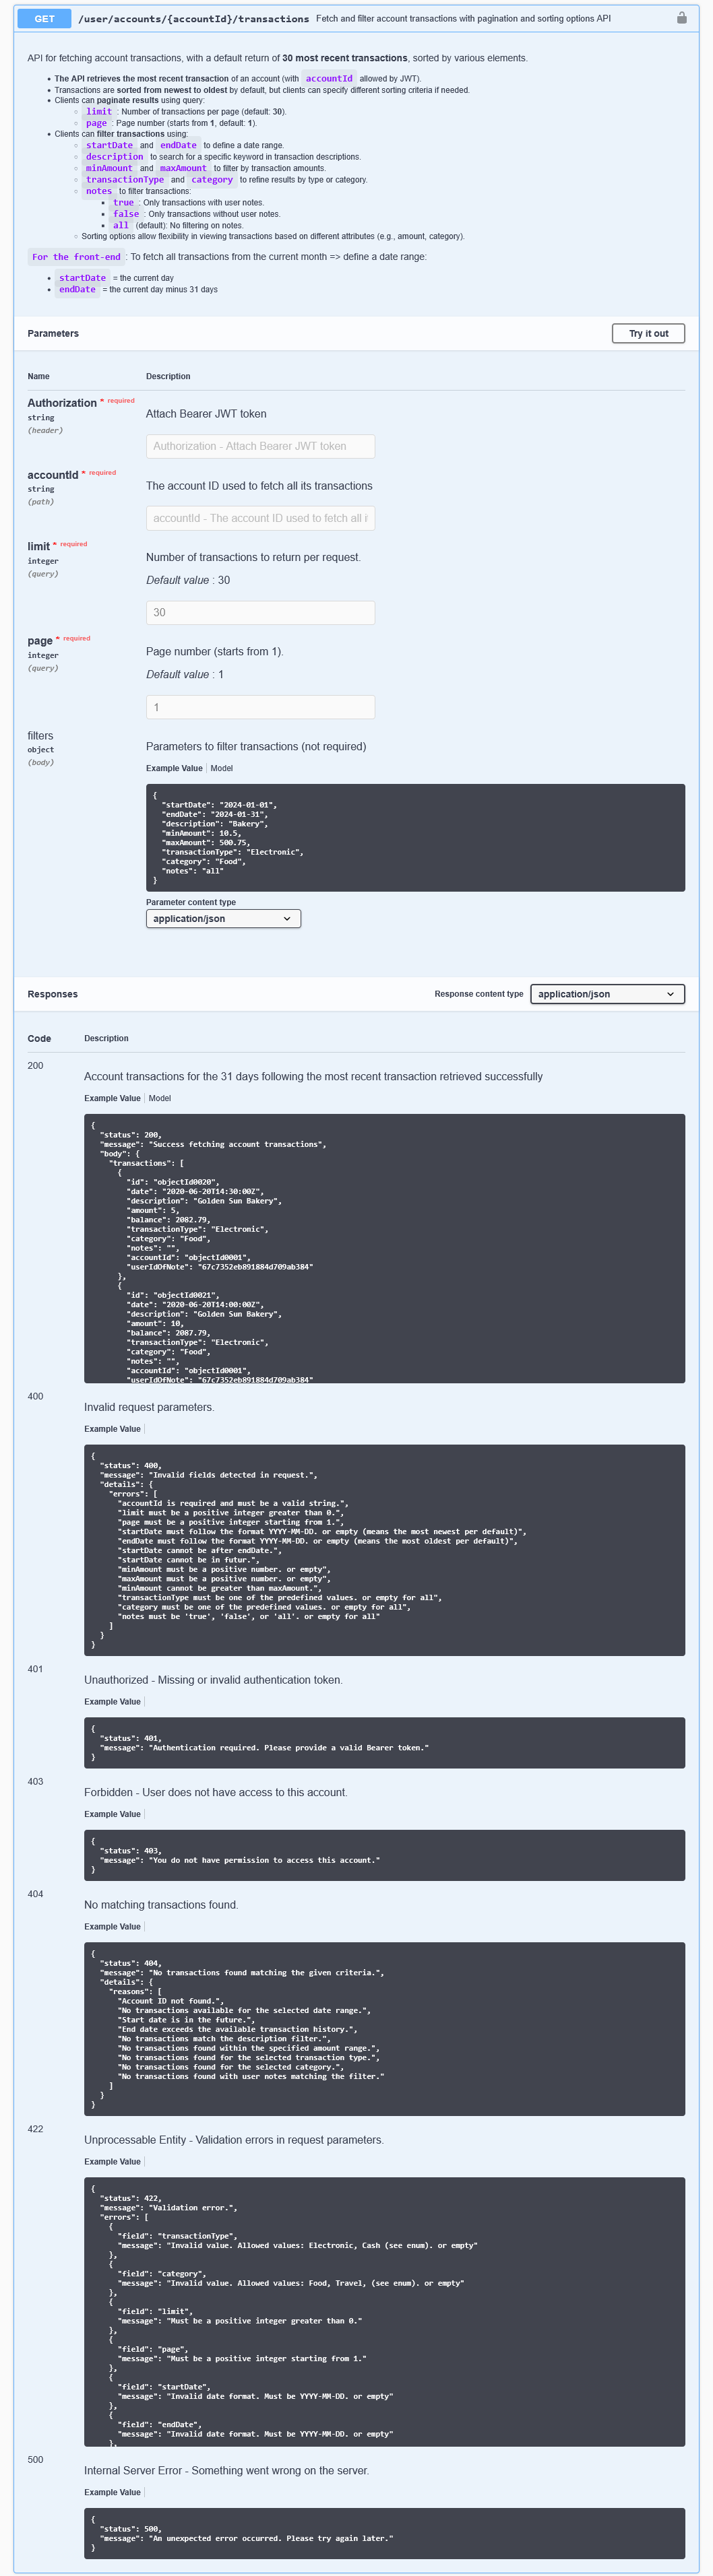 GET /user/accounts/{accountId}/transactions Fetch and filter account transactions with pagination and sorting options API
API for fetching account transactions, with a default return of 30 most recent transactions, sorted by various elements.
The API retrieves the most recent transaction of an account (with accountId allowed by JWT).
Transactions are sorted from newest to oldest by default, but clients can specify different sorting criteria if needed.
Clients can paginate results using query:
limit : Number of transactions per page (default: 30).
page : Page number (starts from 1, default: 1).
Clients can filter transactions using:
startDate and endDate to define a date range.
description to search for a specific keyword in transaction descriptions.
minAmount and maxAmount to filter by transaction amounts.
transactionType and category to refine results by type or category.
notes to filter transactions:
true : Only transactions with user notes.
false : Only transactions without user notes.
all (default): No filtering on notes.
Sorting options allow flexibility in viewing transactions based on different attributes (e.g., amount, category).
For the front-end : To fetch all transactions from the current month => define a date range:
startDate = the current day
endDate = the current day minus 31 days
Parameters Try it out
Name Description
Authorization * required
string
(header)
Attach Bearer JWT token
Authorization - Attach Bearer JWT token
accountId * required
string
(path)
The account ID used to fetch all its transactions
accountId - The account ID used to fetch all i
limit * required
integer
(query)
Number of transactions to return per request.
Default value : 30
30
page * required
integer
(query)
Page number (starts from 1).
Default value : 1
1
filters
object
(body)
Parameters to filter transactions (not required)
Example Value Model
{
"startDate": "2024-01-01",
"endDate": "2024-01-31",
"description": "Bakery",
"minAmount": 10.5,
"maxAmount": 500.75,
"transactionType": "Electronic",
"category": "Food",
"notes": "all"
}
Parameter content type
application/json
Responses Response content type application/json
Code Description
200
Account transactions for the 31 days following the most recent transaction retrieved successfully
Example Value Model
{
"status": 200,
"message": "Success fetching account transactions",
"body": {
"transactions": [
{
"id": "objectId0020",
"date": "2020-06-20T14:30:00Z",
"description": "Golden Sun Bakery",
"amount": 5,
"balance": 2082.79,
"transactionType": "Electronic",
"category": "Food",
"notes": "",
"accountId": "objectId0001",
"userIdOfNote": "67c7352eb891884d709ab384"
},
{
"id": "objectId0021",
"date": "2020-06-20T14:00:00Z",
"description": "Golden Sun Bakery",
"amount": 10,
"balance": 2087.79,
"transactionType": "Electronic",
"category": "Food",
"notes": "",
"accountId": "objectId0001",
"userIdOfNote": "67c7352eb891884d709ab384"
400
Invalid request parameters.
Example Value
{
"status": 400,
"message": "Invalid fields detected in request.",
"details": {
"errors": [
"accountId is required and must be a valid string.",
"limit must be a positive integer greater than 0.",
"page must be a positive integer starting from 1.",
"startDate must follow the format YYYY-MM-DD. or empty (means the most newest per default)",
"endDate must follow the format YYYY-MM-DD. or empty (means the most oldest per default)",
"startDate cannot be after endDate.",
"startDate cannot be in futur.",
"minAmount must be a positive number. or empty",
"maxAmount must be a positive number. or empty",
"minAmount cannot be greater than maxAmount.",
"transactionType must be one of the predefined values. or empty for all",
"category must be one of the predefined values. or empty for all",
"notes must be 'true', 'false', or 'all'. or empty for all"
]
}
}
401
Unauthorized - Missing or invalid authentication token.
Example Value
{
"status": 401,
"message": "Authentication required. Please provide a valid Bearer token."
}
403
Forbidden - User does not have access to this account.
Example Value
{
"status": 403,
"message": "You do not have permission to access this account."
}
404
No matching transactions found.
Example Value
{
"status": 404,
"message": "No transactions found matching the given criteria.",
"details": {
"reasons": [
"Account ID not found.",
"No transactions available for the selected date range.",
"Start date is in the future.",
"End date exceeds the available transaction history.",
"No transactions match the description filter.",
"No transactions found within the specified amount range.",
"No transactions found for the selected transaction type.",
"No transactions found for the selected category.",
"No transactions found with user notes matching the filter."
]
}
}
422
Unprocessable Entity - Validation errors in request parameters.
Example Value
{
"status": 422,
"message": "Validation error.",
"errors": [
{
"field": "transactionType",
"message": "Invalid value. Allowed values: Electronic, Cash (see enum). or empty"
},
{
"field": "category",
"message": "Invalid value. Allowed values: Food, Travel, (see enum). or empty"
},
{
"field": "limit",
"message": "Must be a positive integer greater than 0."
},
{
"field": "page",
"message": "Must be a positive integer starting from 1."
},
{
"field": "startDate",
"message": "Invalid date format. Must be YYYY-MM-DD. or empty"
},
{
"field": "endDate",
"message": "Invalid date format. Must be YYYY-MM-DD. or empty"
},
500
Internal Server Error - Something went wrong on the server.
Example Value
{
"status": 500,
"message": "An unexpected error occurred. Please try again later."
}